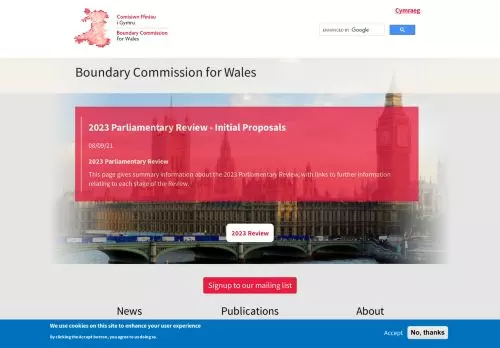 Cymraeg
Comisiwn Ffiniau
i Gymru
Boundary Commission
for Wales
ENHANCED BY Google
Boundary Commission for Wales
2023 Parliamentary Review - Initial Proposals
08/09/21
2023 Parliamentary Review
This page gives summary information about the 2023 Parliamentary Review, with links to further information
relating to each stage of the Review.
2023 Review
Signup to our mailing list
News
Publications
About
We use cookies on this site to enhance your user experience
By clicking the Accept button, you agree to us doing so.
Accept
No, thanks